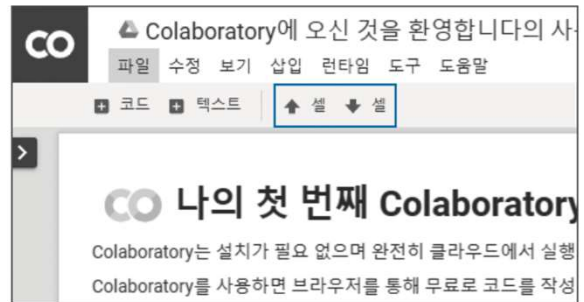 CO Colaboratory에 오신 것을 환영합니다의 사
파일 수정 보기 삽입 런타임 도구 도움말
코드 텍스트 셀 셀
CO 나의 첫 번째 Colaboratory
Colaboratory는 설치가 필요 없으며 완전히 클라우드에서 실행
Colaboratory를 사용하면 브라우저를 통해 무료로 코드를 작성